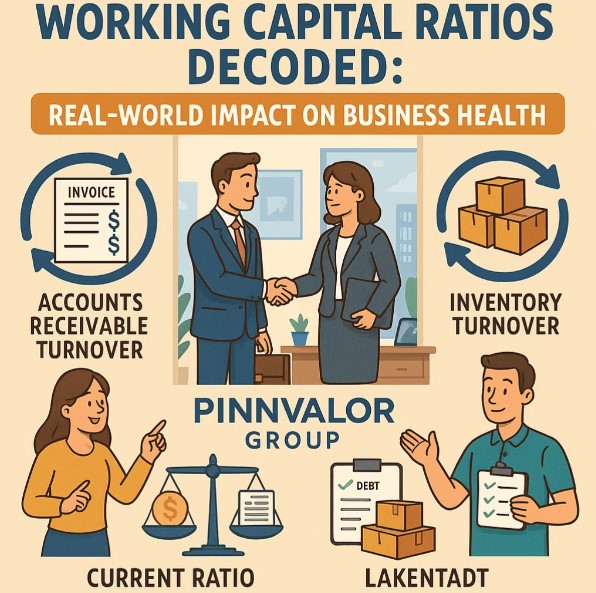 WORKING CAPITAL RATIOS
DECODED:
REAL-WORLD IMPACT ON BUSINESS HEALTH
INVOICE
$
$
ACCOUNTS
RECEIVABLE
TURNOVER
INVENTORY
TURNOVER
PINNVALOR
GROUP
$
DEBT
CURRENT RATIO
LAKENTADT